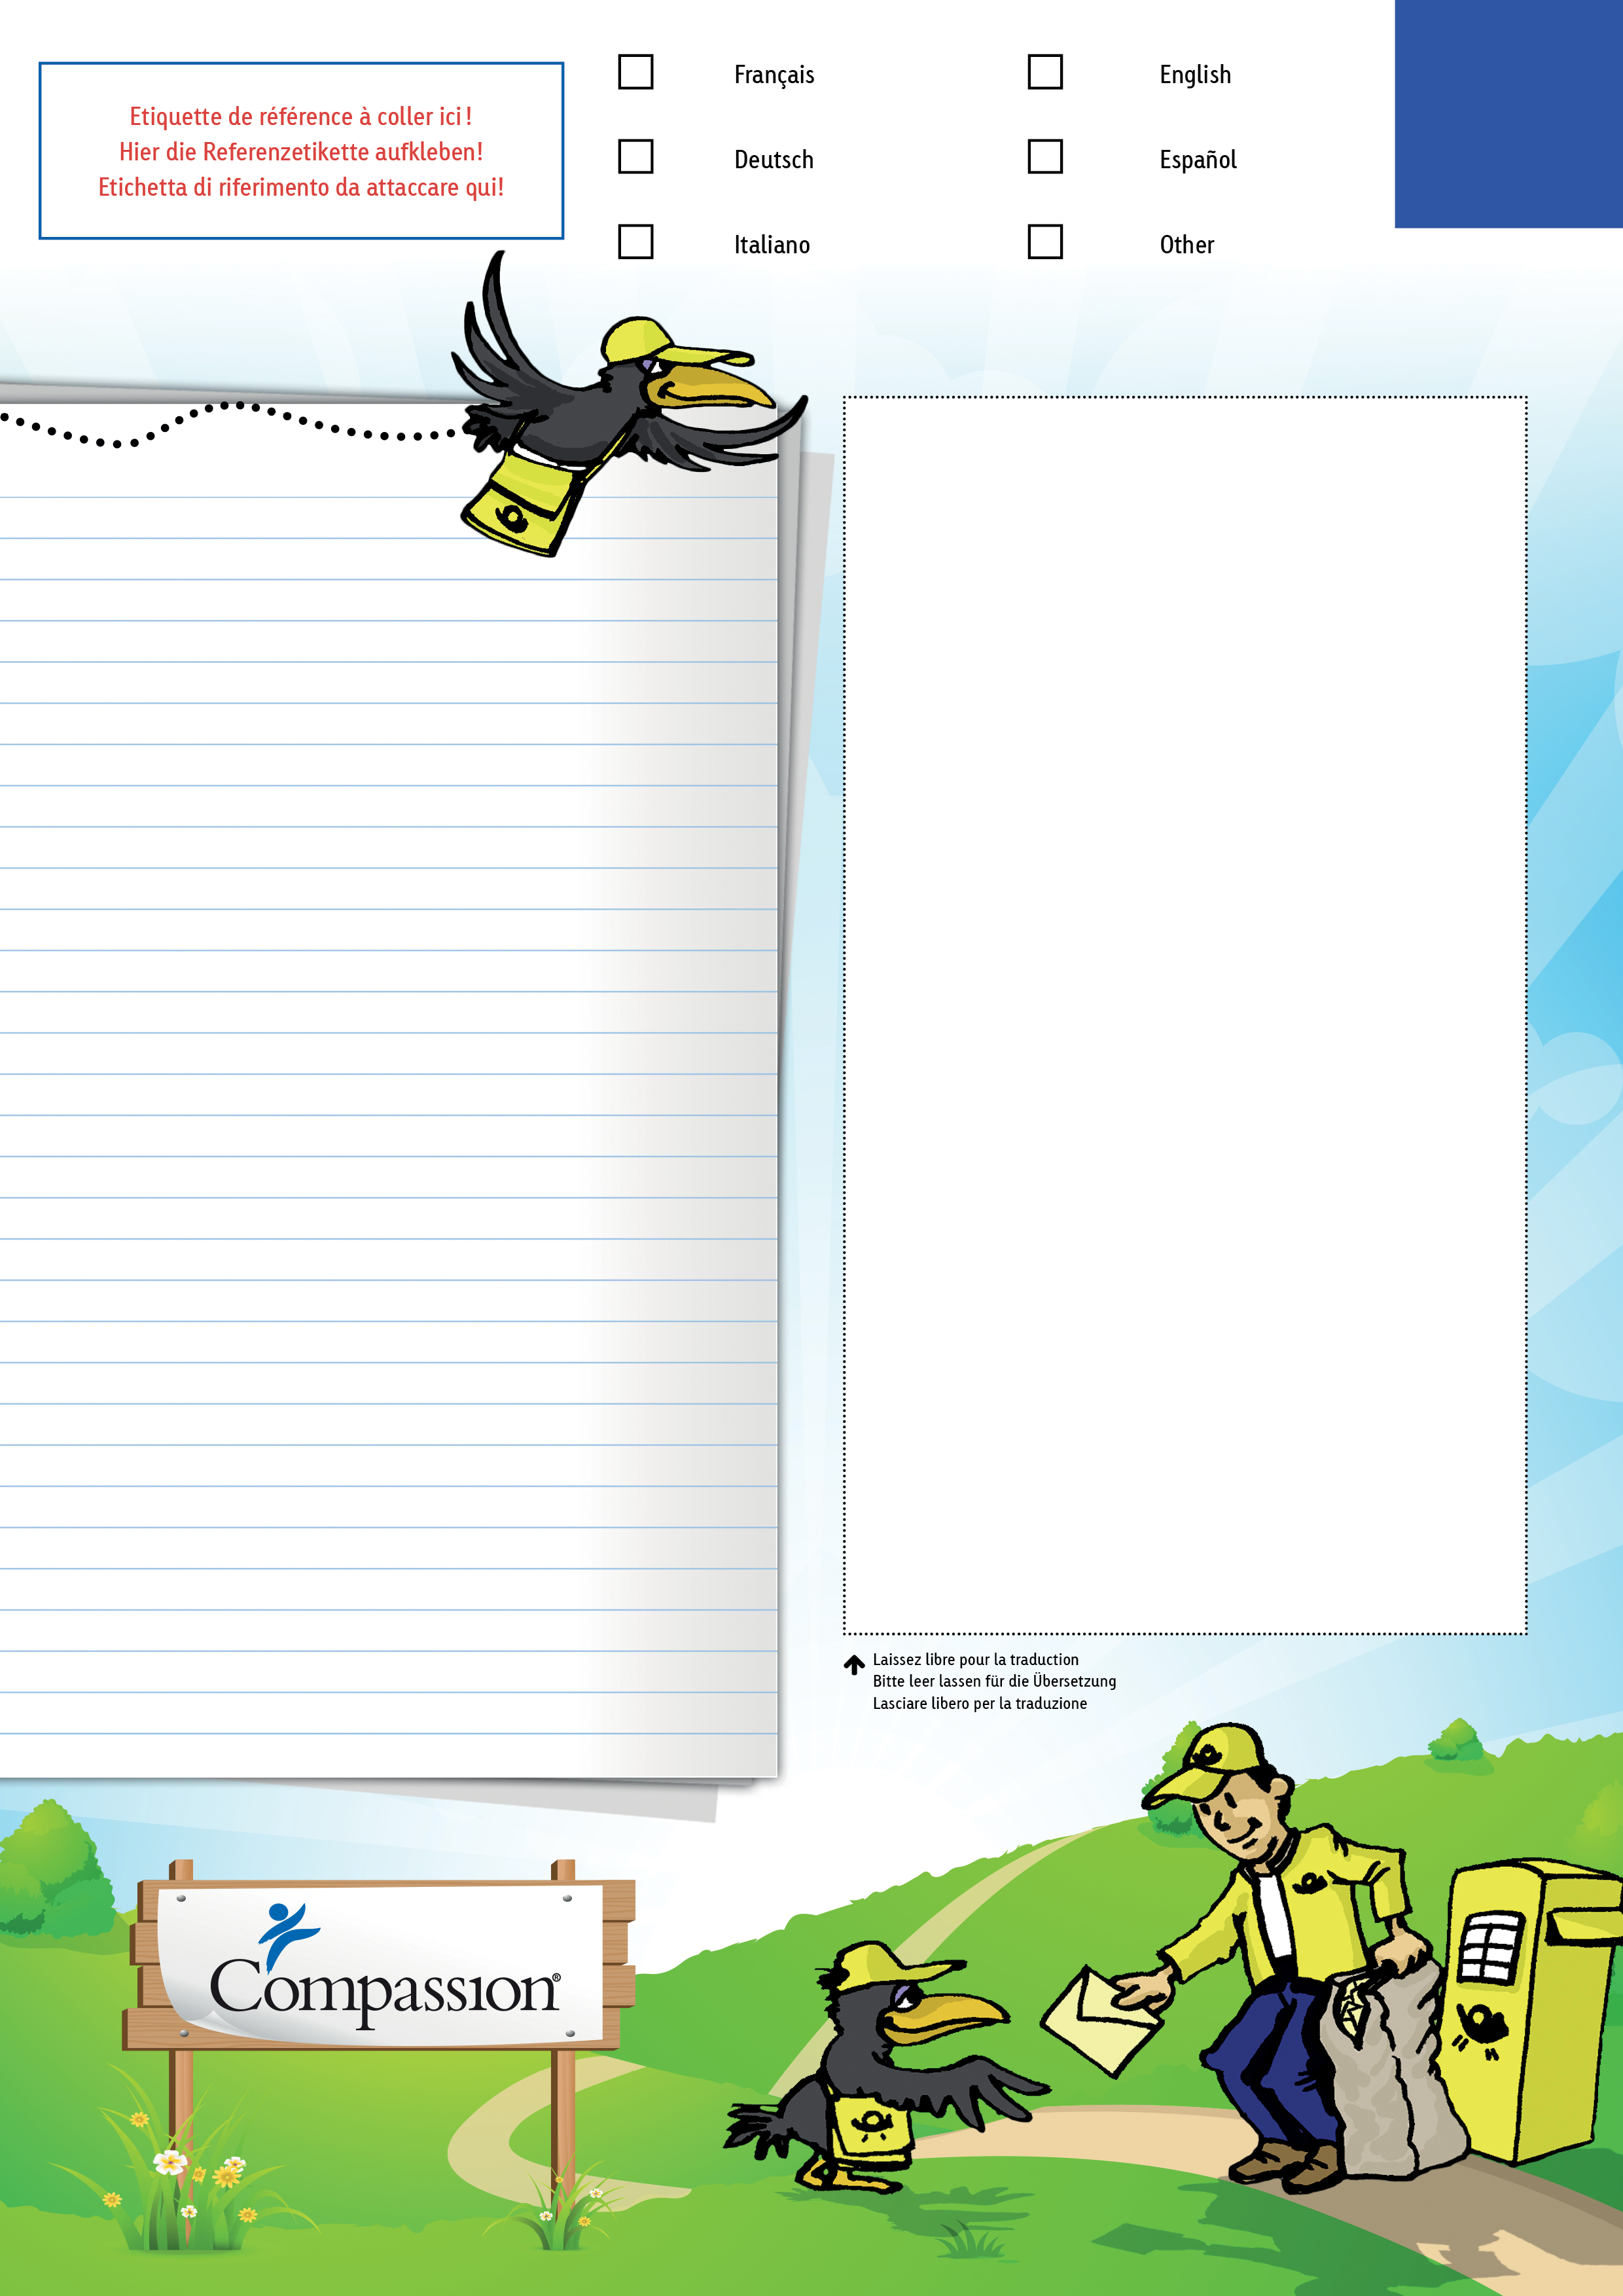 Etiquette de référence à coller ici !
Hier die Referenzetikette aufkleben!
Etichetta di riferimento da attaccare qui!
Français
English
Deutsch
Español
Italiano
Other
Laissez libre pour la traduction
Bitte leer lassen für die Übersetzung
Lasciare libero per la traduzione
Compassion®